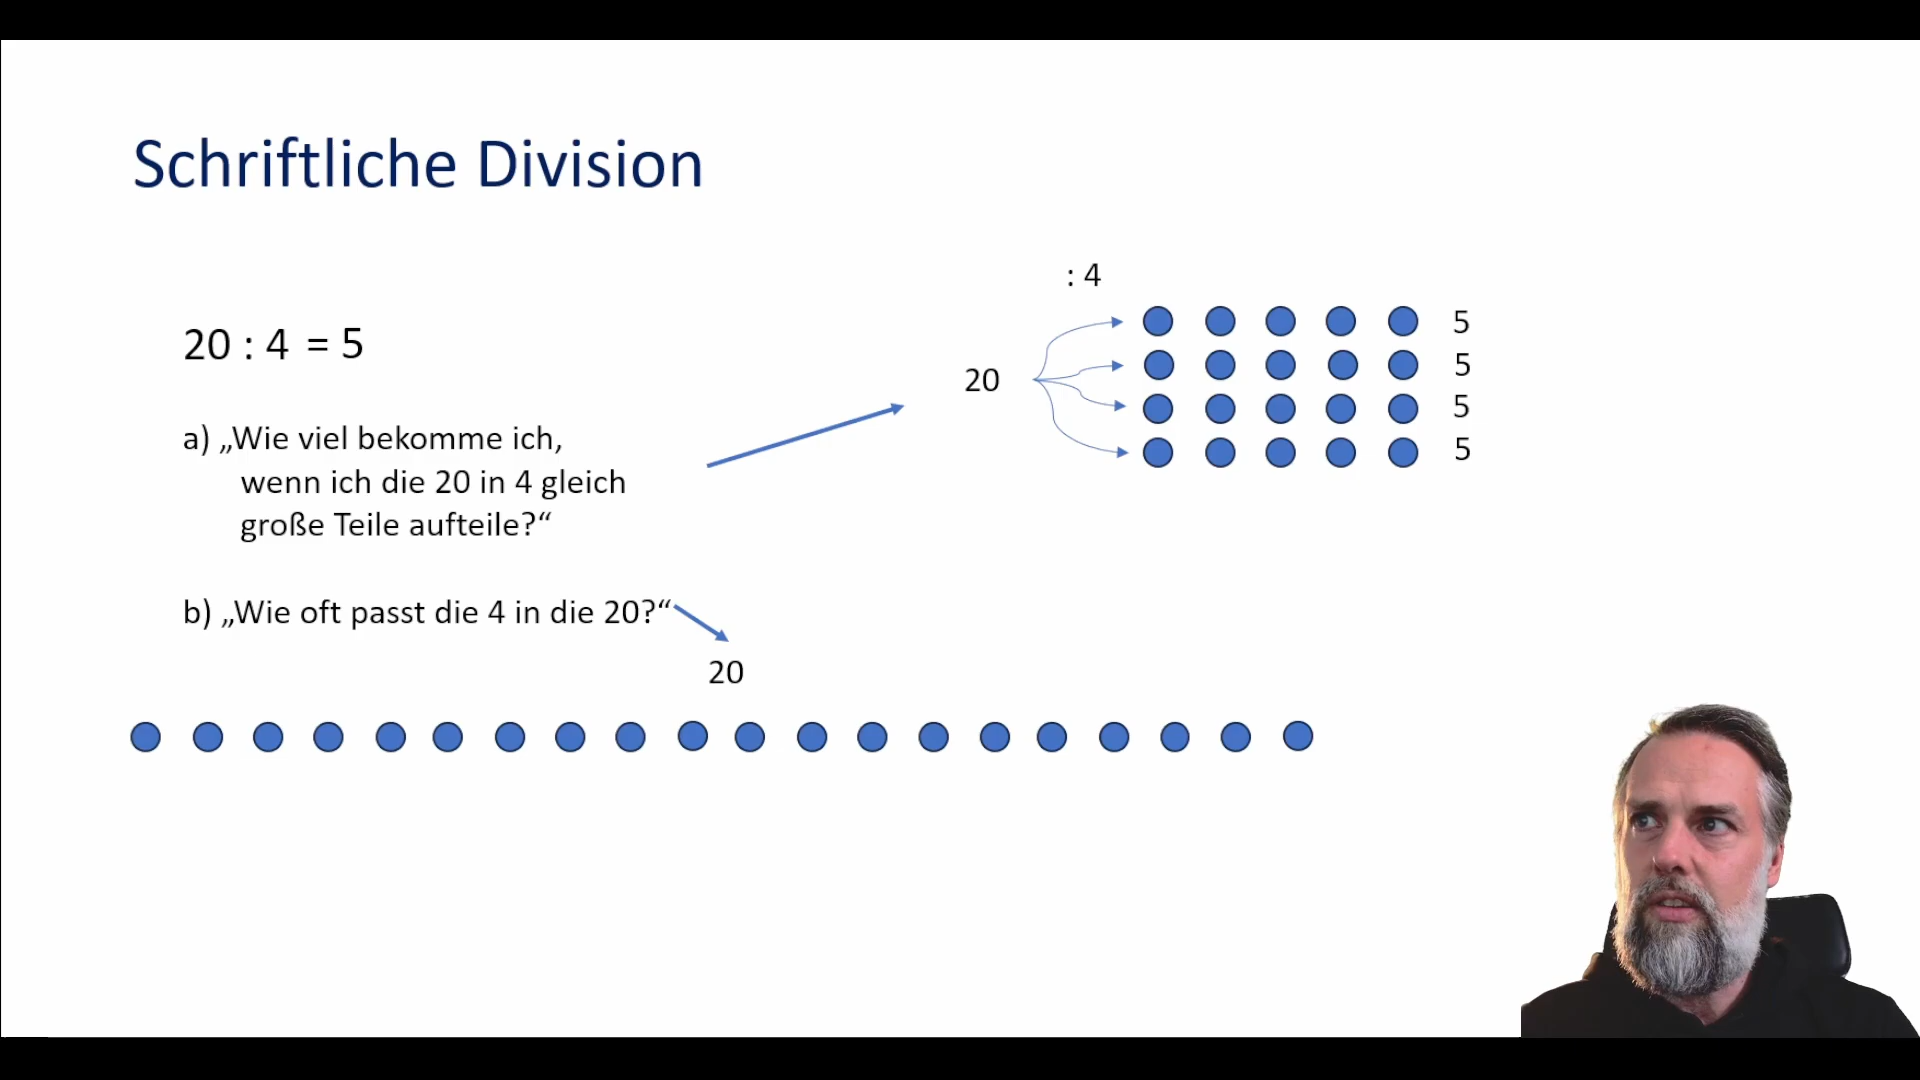 Schriftliche Division
: 4
20 : 4 = 5
20
5
5
5
5
a) „Wie viel bekomme ich,
wenn ich die 20 in 4 gleich
große Teile aufteile?“
b) „Wie oft passt die 4 in die 20?“
20